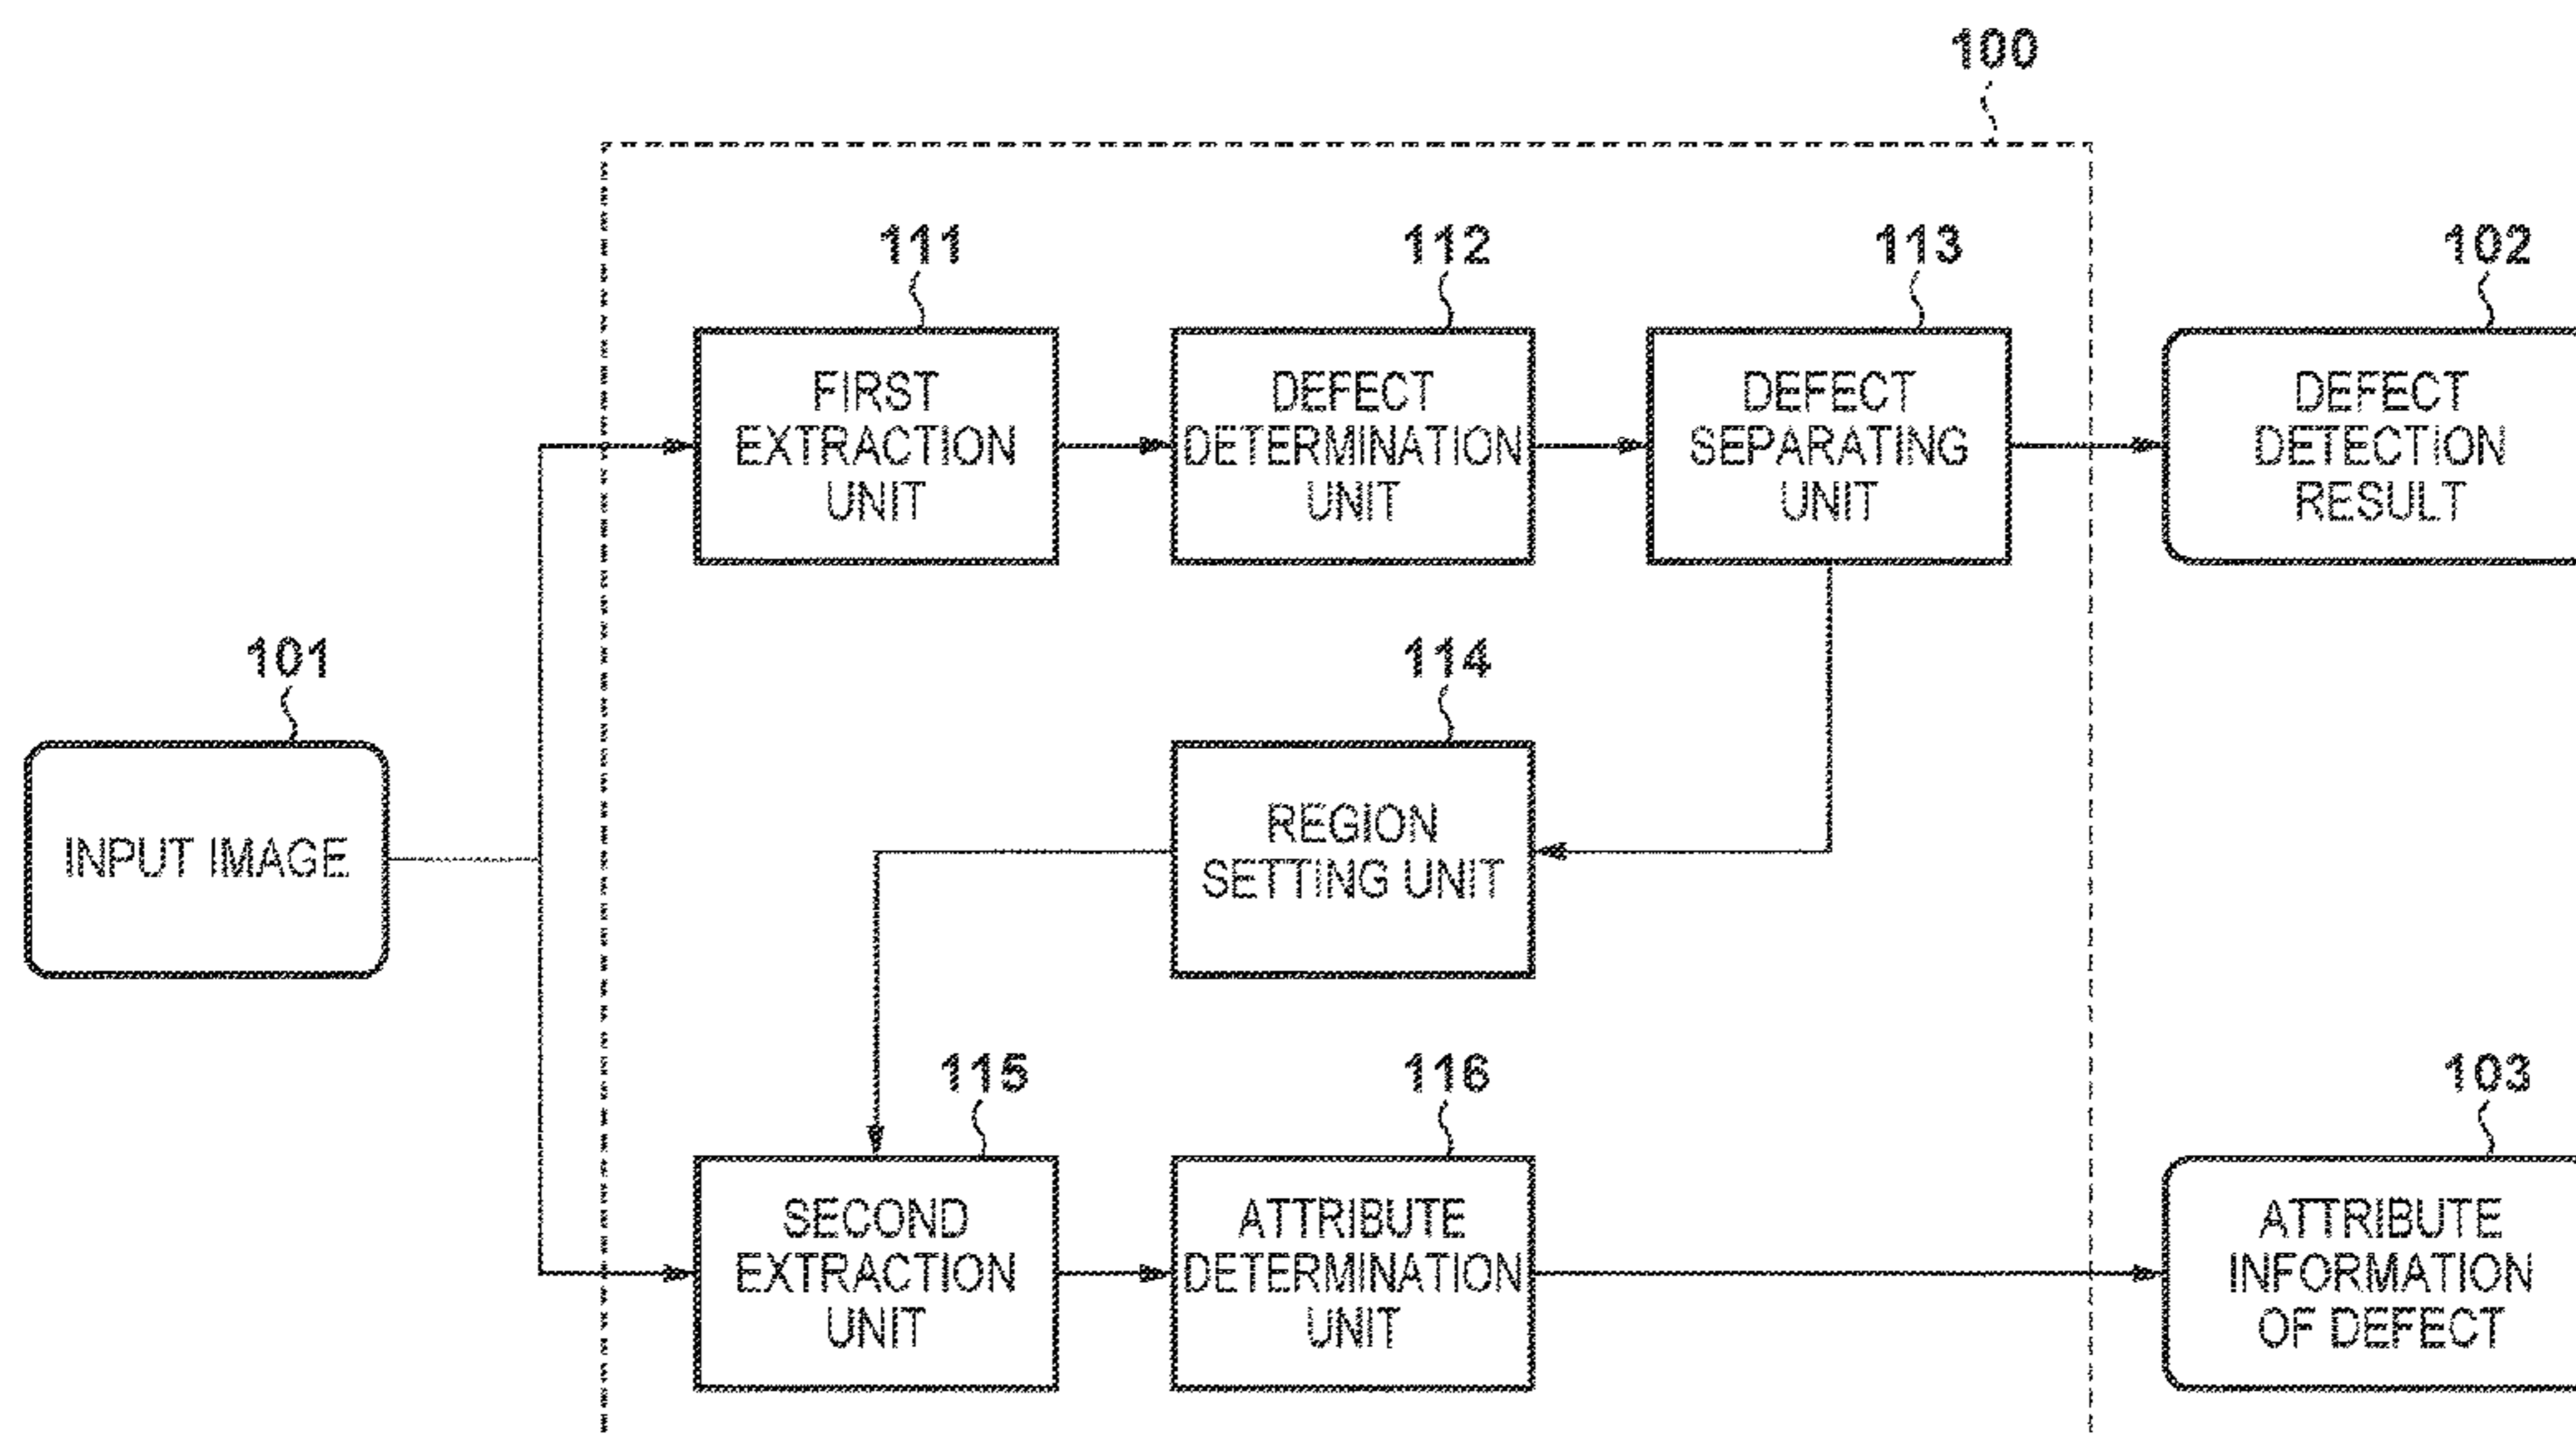 100
111
112
113
102
FIRST
EXTRACTION
UNIT
DEFECT
DETERMINATION
UNIT
DEFECT
SEPARATING
UNIT
DEFECT
DETECTION
RESULT
101
114
INPUT IMAGE
REGION
SETTING UNIT
115
116
103
SECOND
EXTRACTION
UNIT
ATTRIBUTE
DETERMINATION
UNIT
ATTRIBUTE
INFORMATION
OF DEFECT